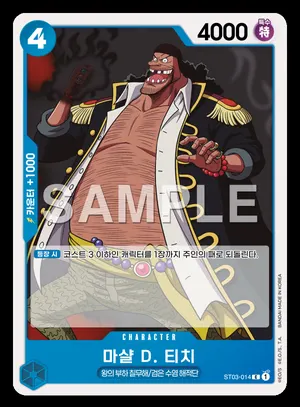 4
4000
특수
特
카운터 +1000
SAMPLE
등장 시 코스트 3 이하인 캐릭터를 1장까지 주인의 패로 되돌린다.
CHARACTER
마샬 D. 티치
왕의 부하 칠무해/검은 수염 해적단
ST03-014 C 1